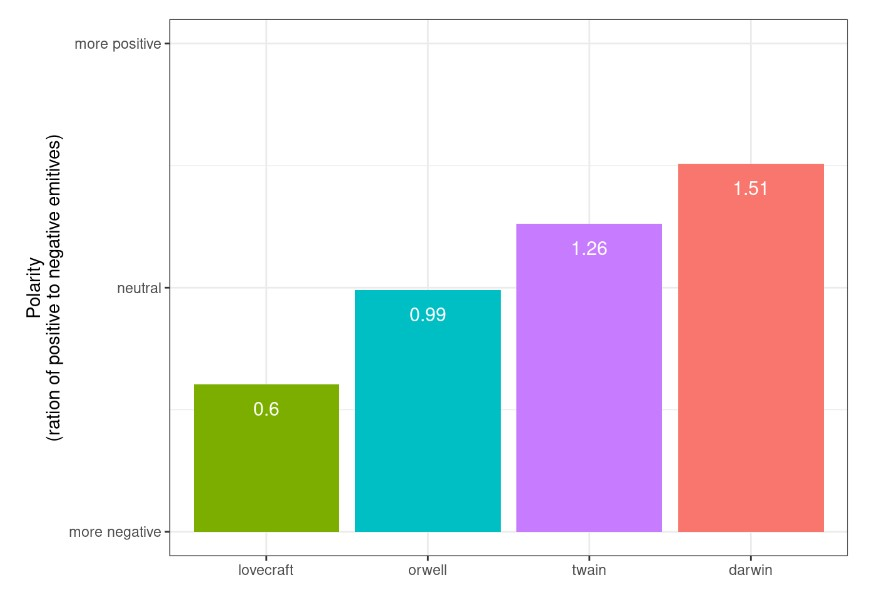 Polarity
(ration of positive to negative emitives)
more positive
neutral
more negative
0.6
0.99
1.26
1.51
lovecraft
orwell
twain
darwin